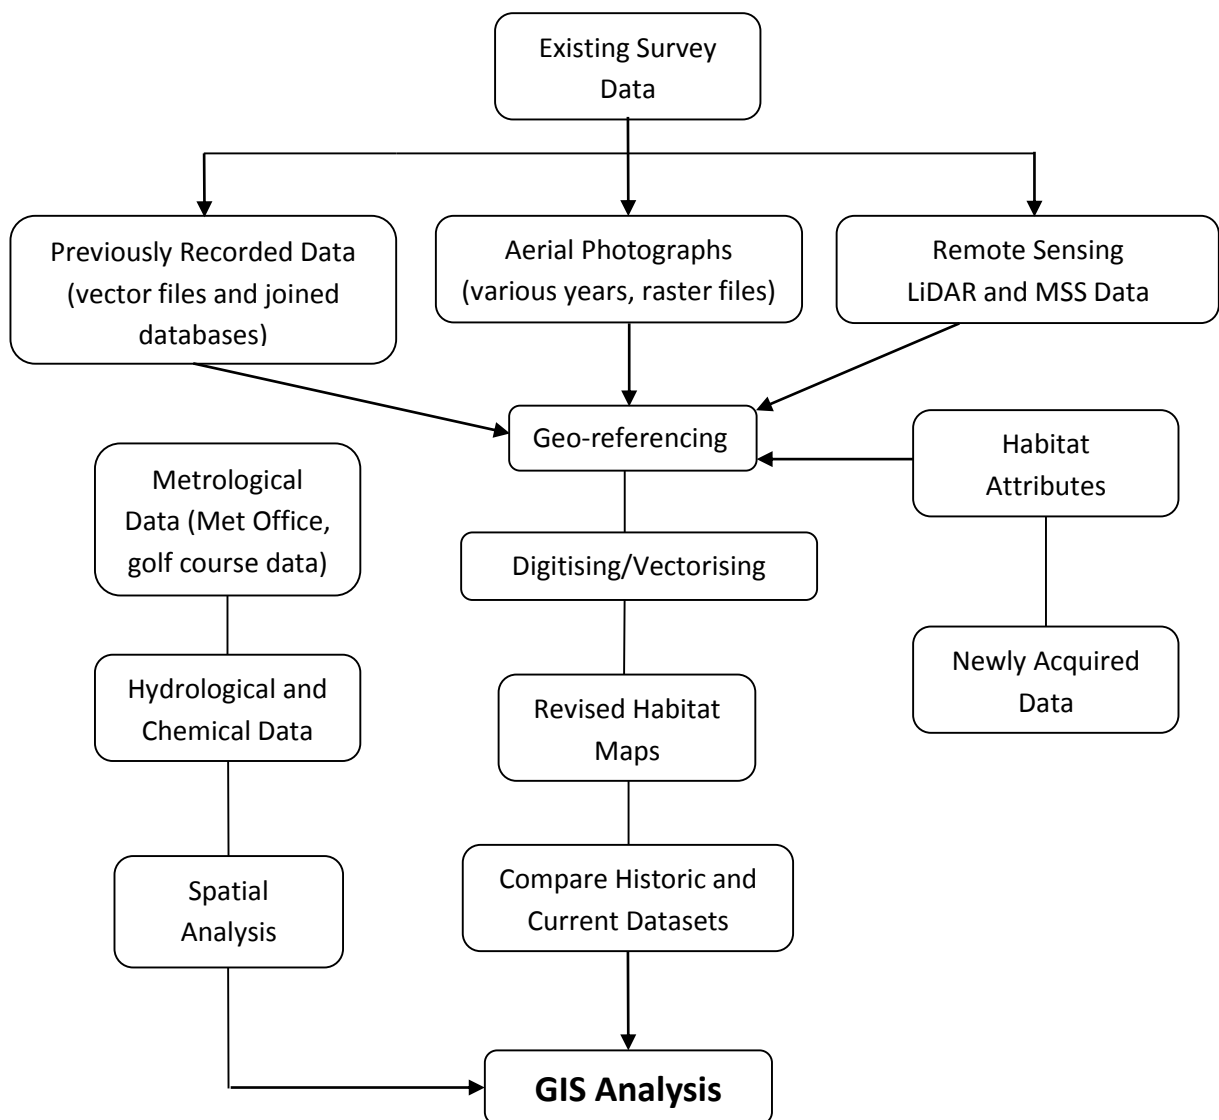 Existing Survey
Data
Previously Recorded Data
(vector files and joined
databases)
Aerial Photographs
(various years, raster files)
Remote Sensing
LiDAR and MSS Data
Geo-referencing
Habitat
Attributes
Metrological
Data (Met Office,
golf course data)
Digitising/Vectorising
Hydrological and
Chemical Data
Revised Habitat
Maps
Newly Acquired
Data
Spatial
Analysis
Compare Historic and
Current Datasets
GIS Analysis